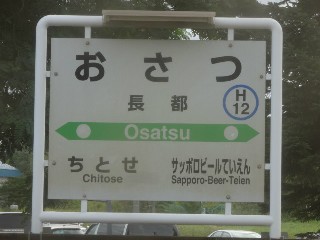 おさつ
H
12
長都
Osatsu
ちとせ サッポロビールていえん
Chitose Sapporo-Beer-Teien